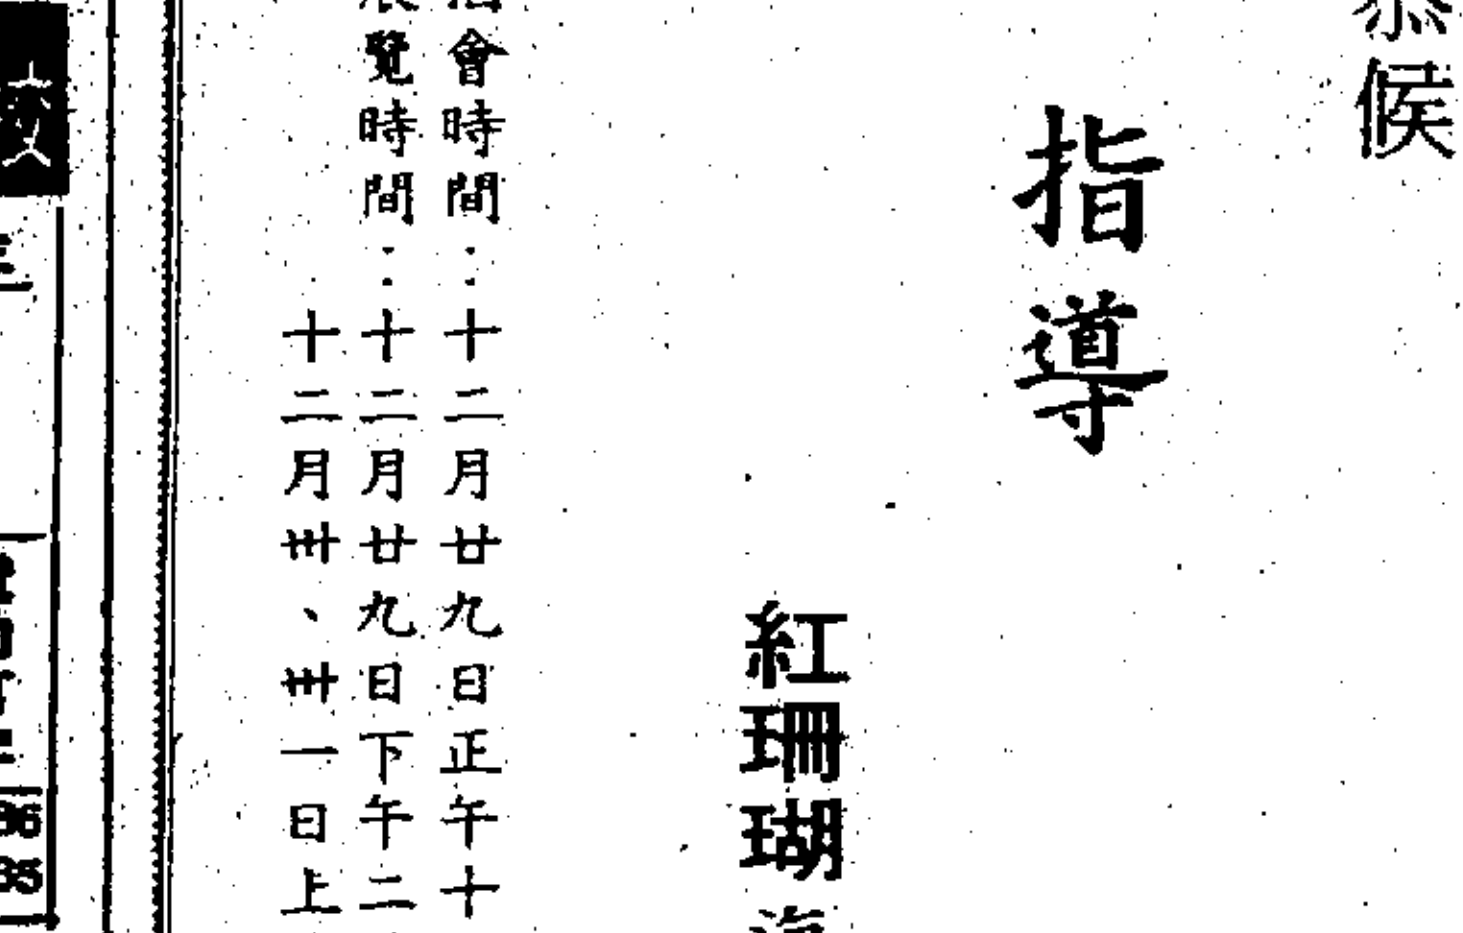 恭候
指導
紅珊瑚
會時間：十二月廿九日正午十
展覽時間：十二月廿九日下午二
十二月卅、卅一日上